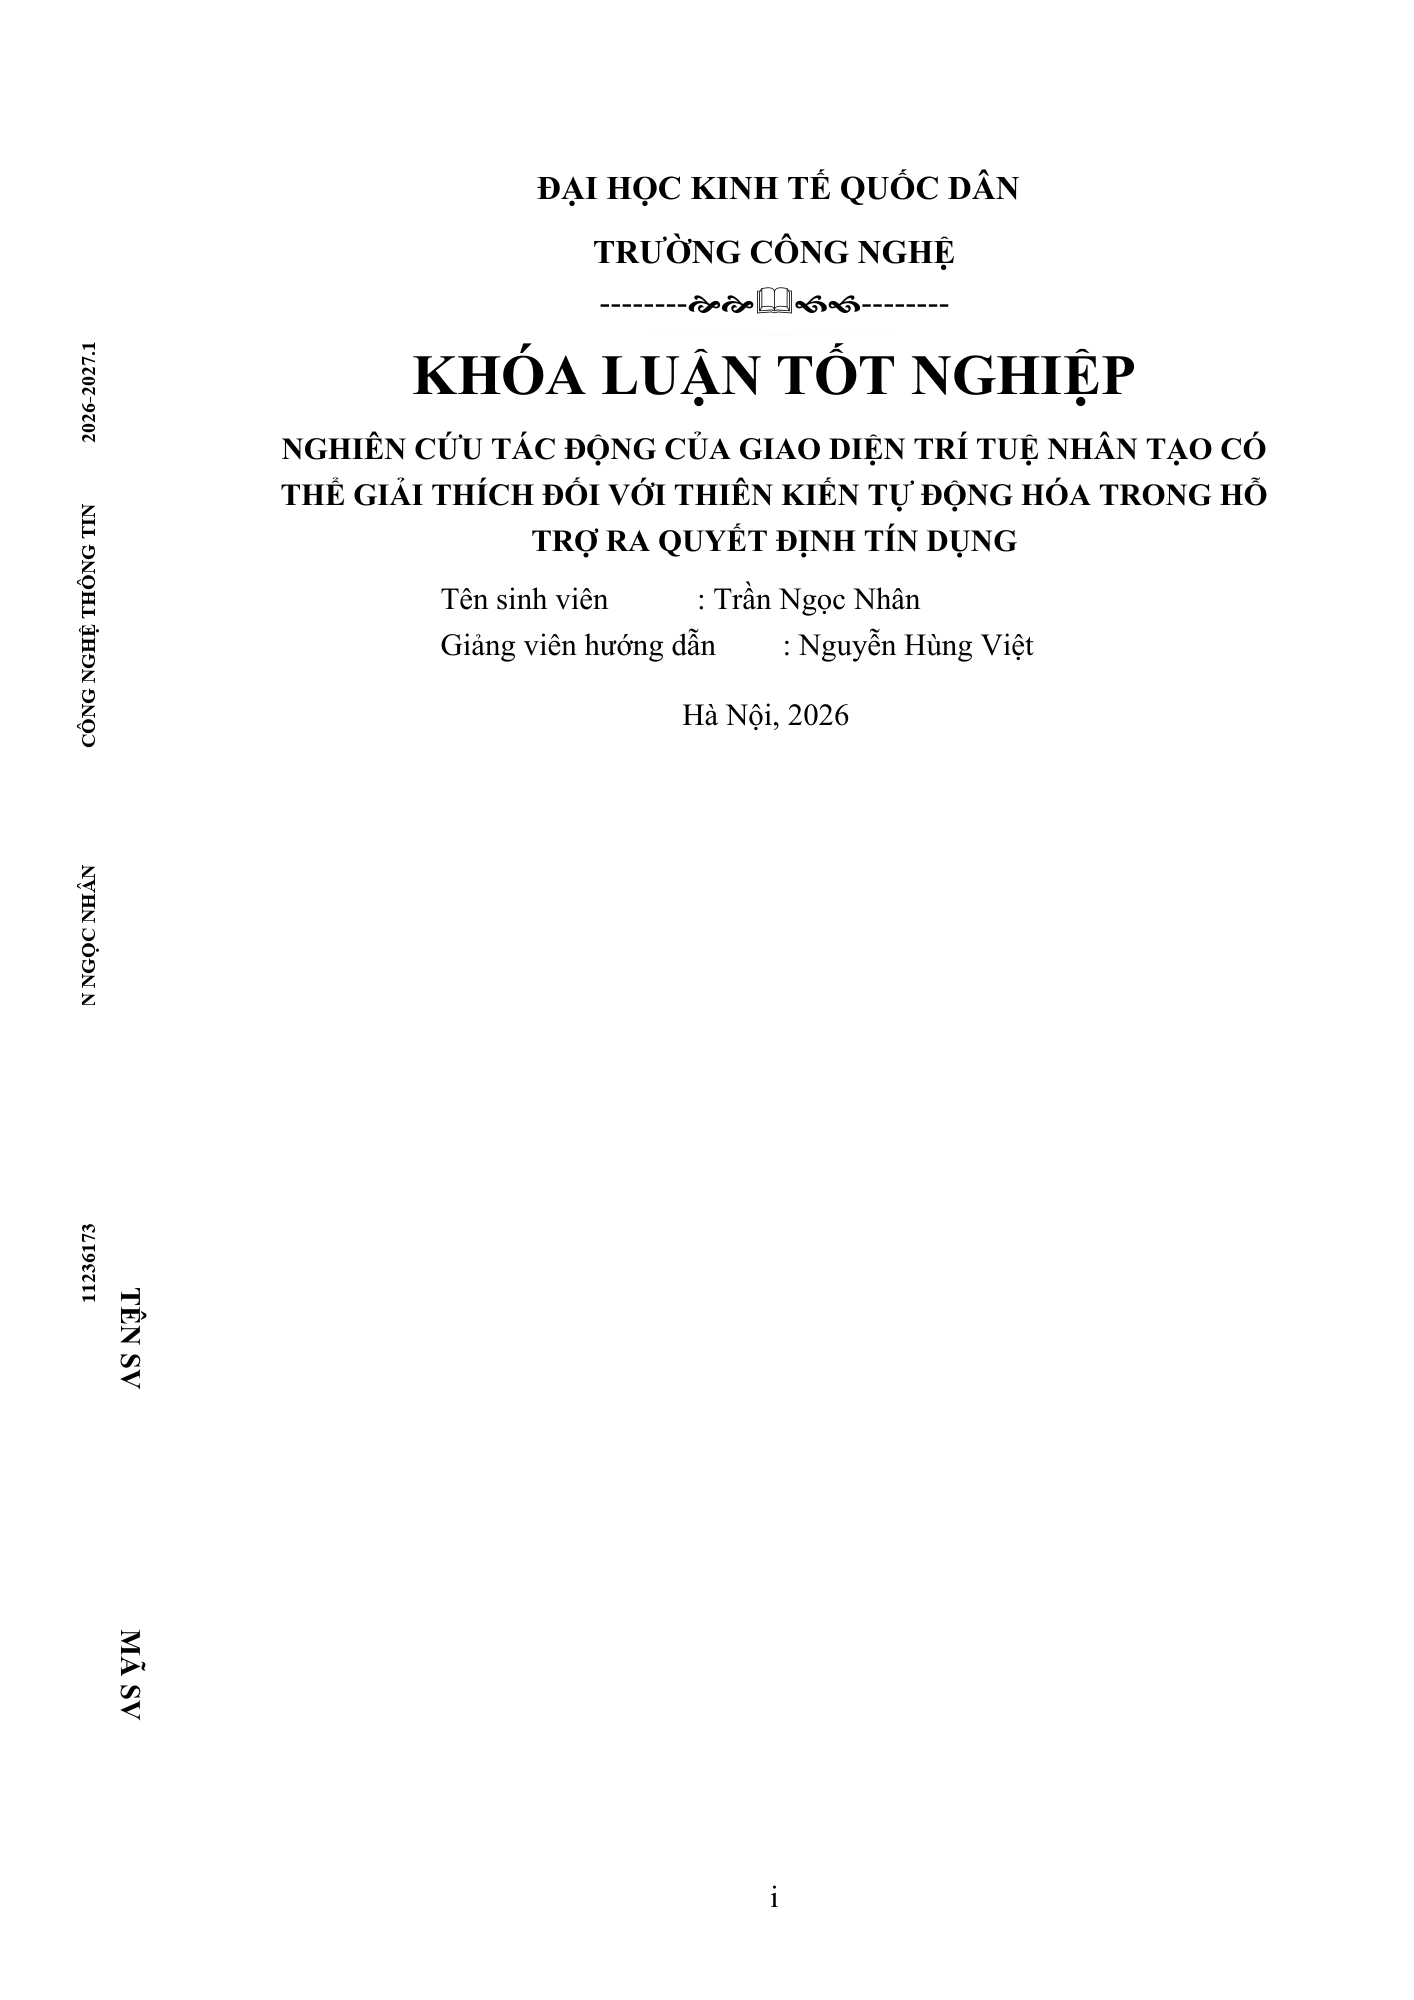 ĐẠI HỌC KINH TẾ QUỐC DÂN
TRƯỜNG CÔNG NGHỆ
KHÓA LUẬN TỐT NGHIỆP
NGHIÊN CỨU TÁC ĐỘNG CỦA GIAO DIỆN TRÍ TUỆ NHÂN TẠO CÓ
THỂ GIẢI THÍCH ĐỐI VỚI THIÊN KIẾN TỰ ĐỘNG HÓA TRONG HỖ
TRỢ RA QUYẾT ĐỊNH TÍN DỤNG
Tên sinh viên : Trần Ngọc Nhân
Giảng viên hướng dẫn : Nguyễn Hùng Việt
Hà Nội, 2026
11236173 N NGỌC NHÂN CÔNG NGHỆ THÔNG TIN 2026-2027.1
TÊN SV MÃ SV
i